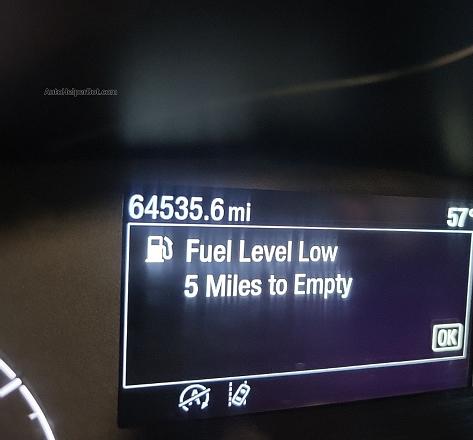 AutoHelperBot.com
64535.6 mi
57°
Fuel Level Low
5 Miles to Empty
OK